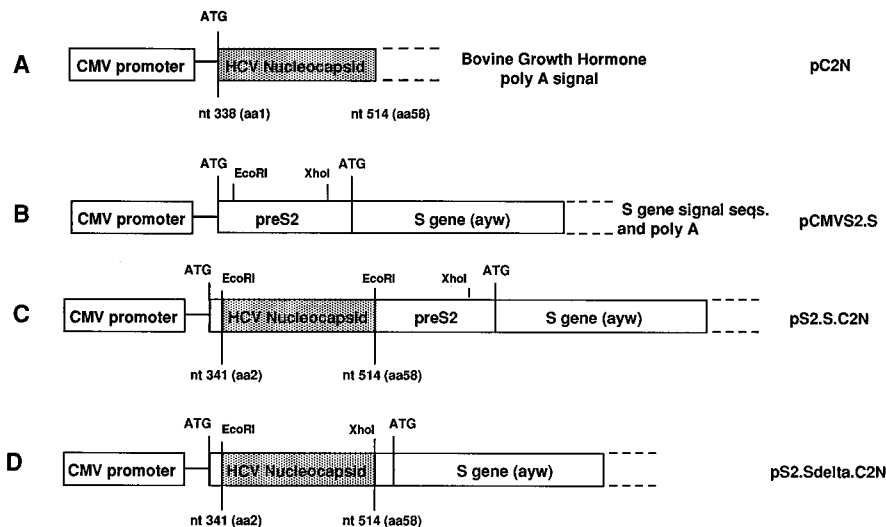 ATG
A
CMV promoter
HCV Nucleocapsid
Bovine Growth Hormone
poly A signal
pC2N
nt 338 (aa1)
nt 514 (aa58)
ATG
EcoRI
XhoI
ATG
B
CMV promoter
preS2
S gene (ayw)
S gene signal seqs.
and poly A
pCMVS2.S
ATG
EcoRI
EcoRI
XhoI
ATG
C
CMV promoter
HCV Nucleocapsid
preS2
S gene (ayw)
pS2.S.C2N
nt 341 (aa2)
nt 514 (aa58)
ATG
EcoRI
XhoI
ATG
D
CMV promoter
HCV Nucleocapsid
S gene (ayw)
pS2.Sdelta.C2N
nt 341 (aa2)
nt 514 (aa58)